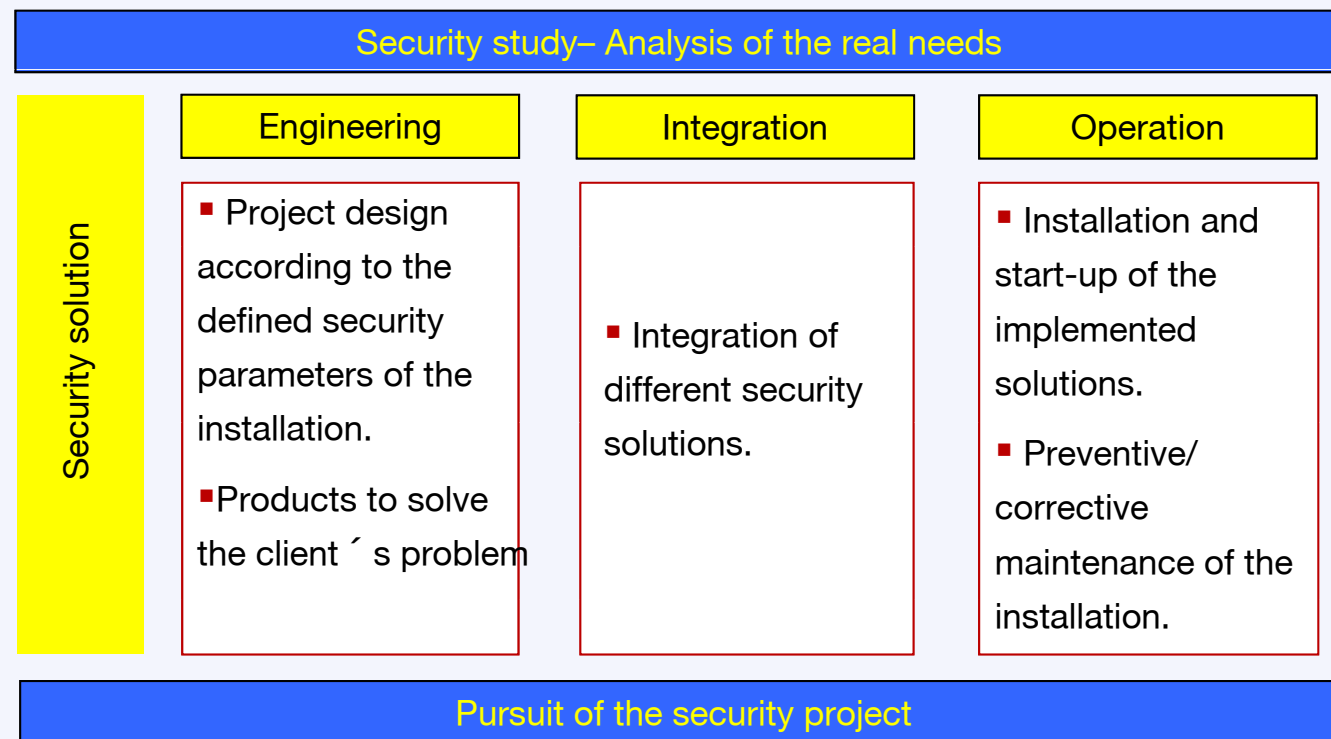 Security study– Analysis of the real needs
Security solution
Engineering
▪ Project design
according to the
defined security
parameters of the
installation.
▪Products to solve
the client ´ s problem
Integration
▪ Integration of
different security
solutions.
Operation
▪ Installation and
start-up of the
implemented
solutions.
▪ Preventive/
corrective
maintenance of the
installation.
Pursuit of the security project